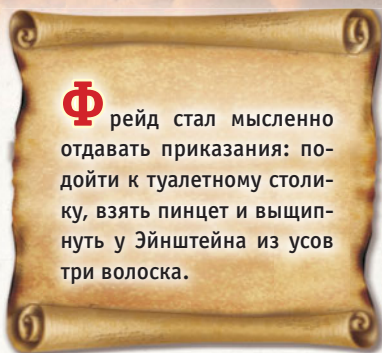 Фрейд стал мысленно
отдавать приказания: по-
дойти к туалетному столи-
ку, взять пинцет и выщип-
нуть у Эйнштейна из усов
три волоска.